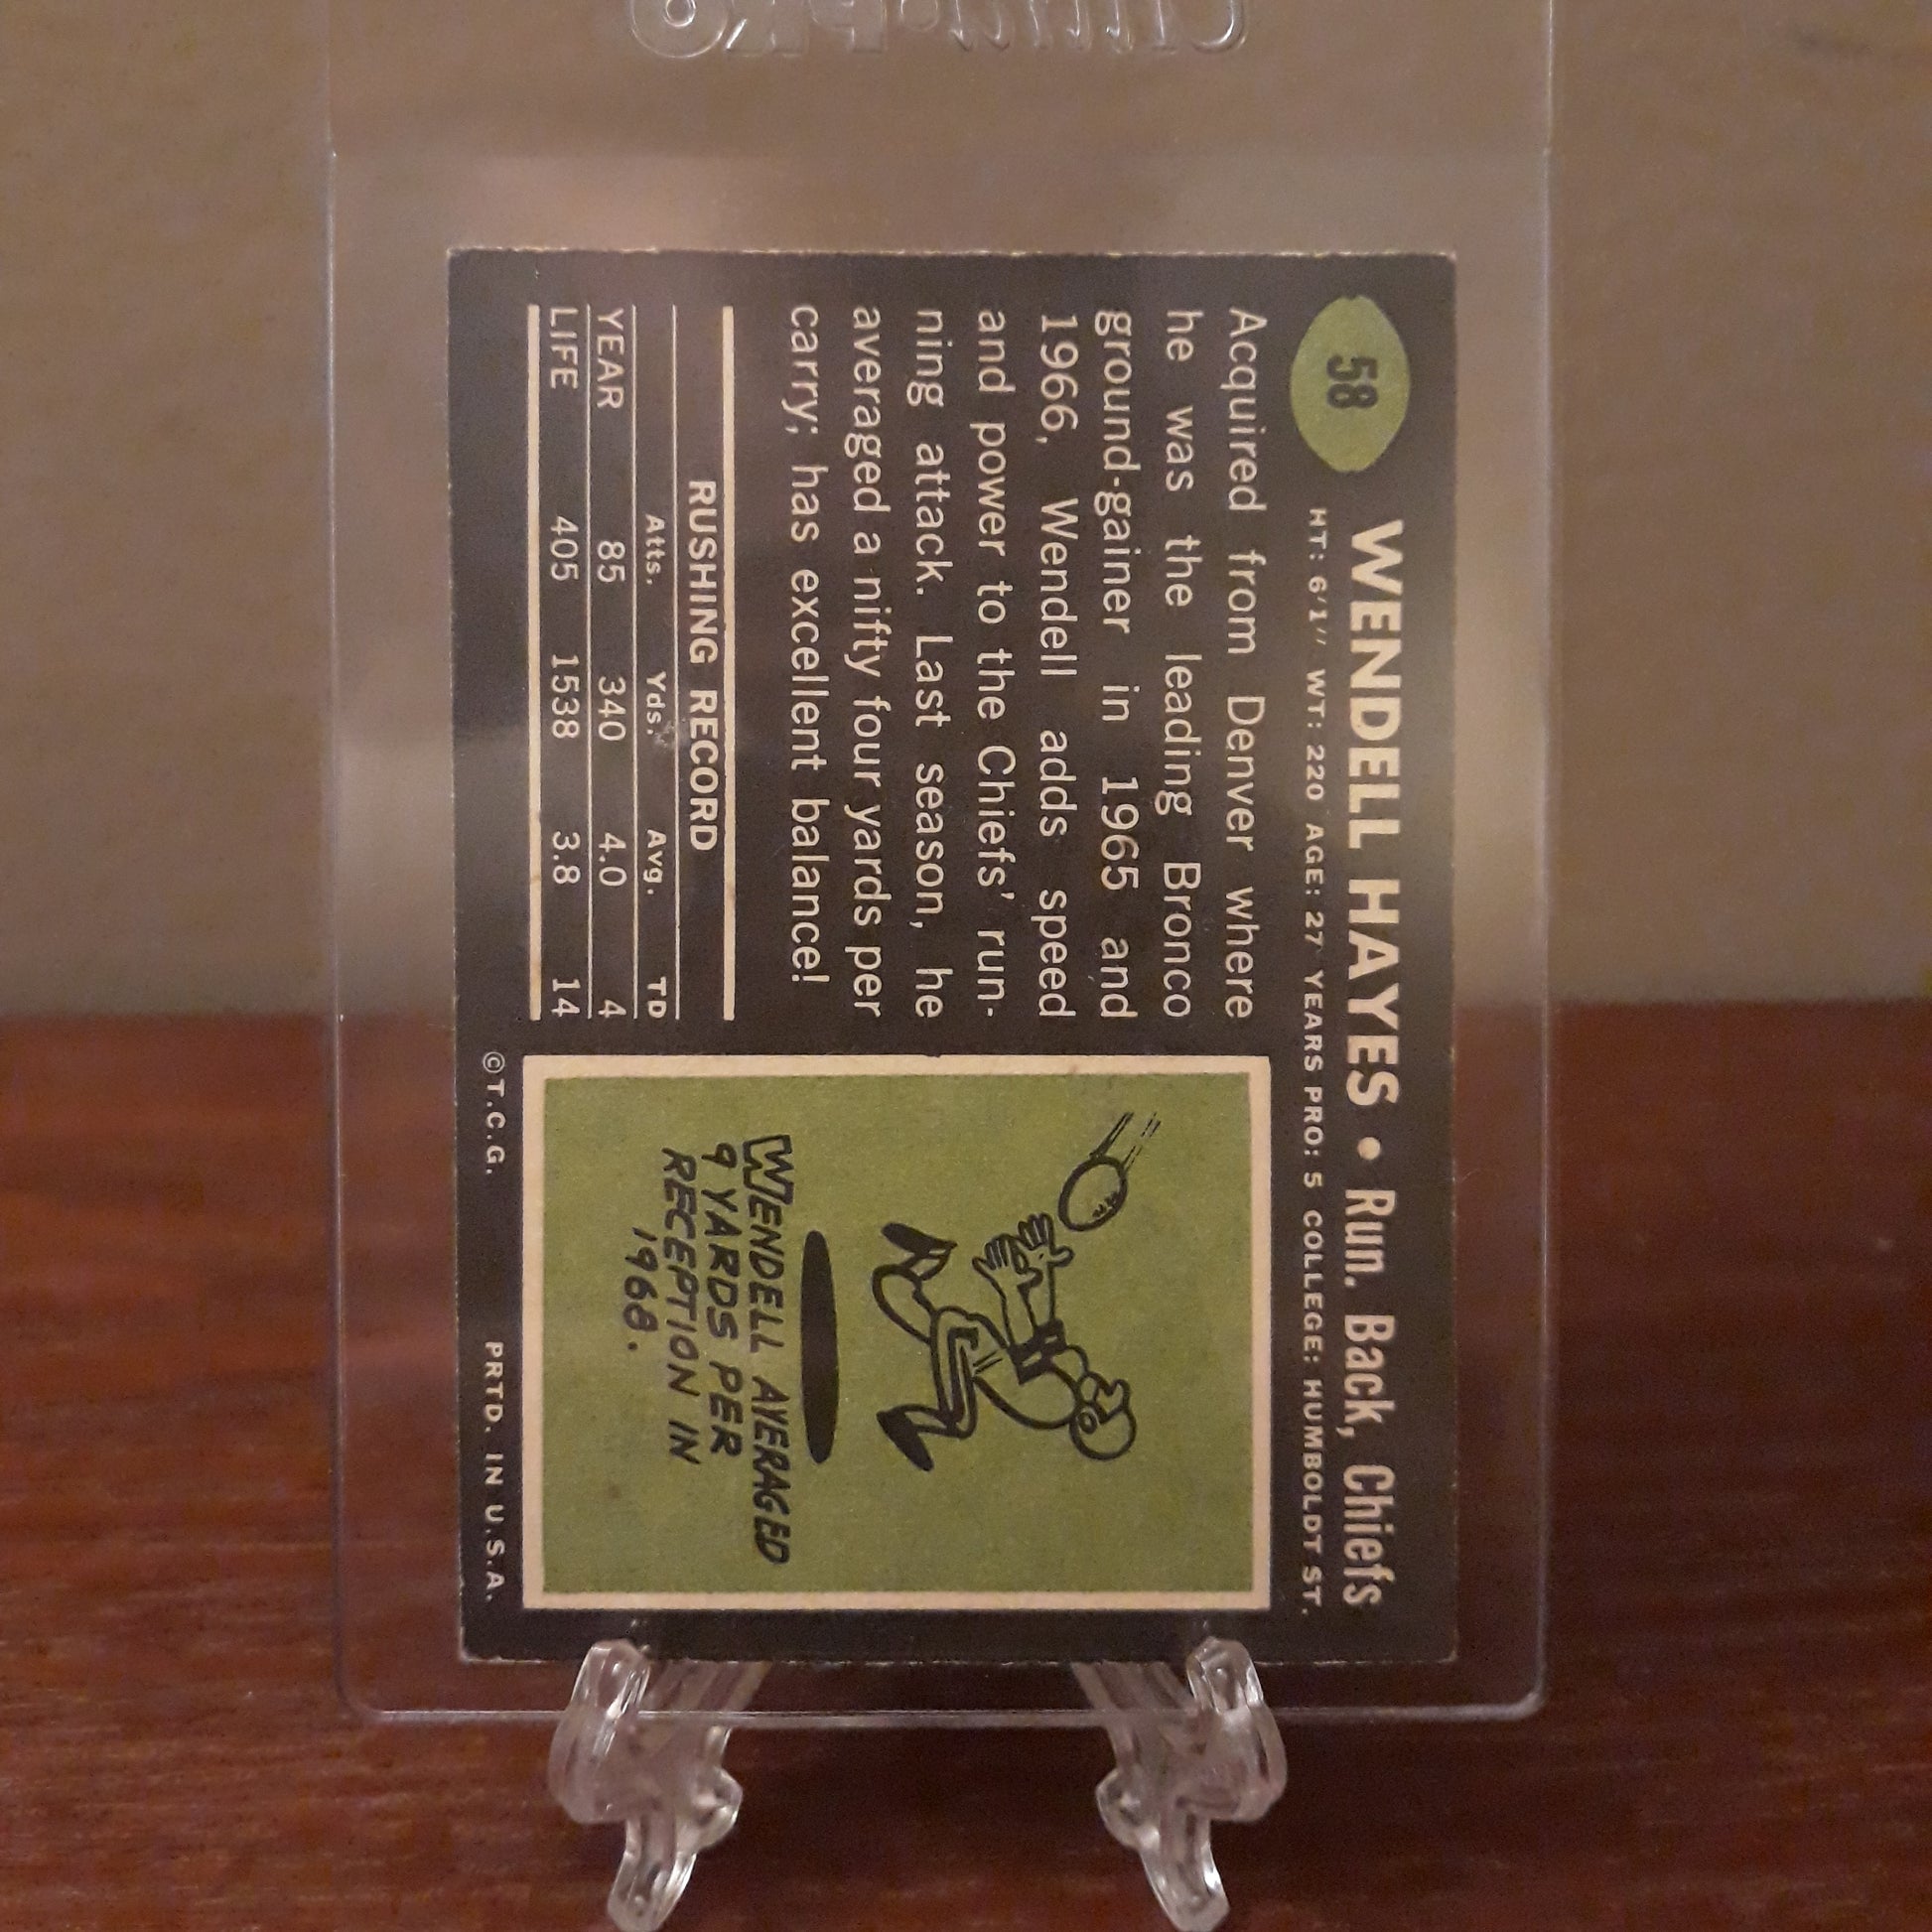 58
WENDELL HAYES • Run. Back, Chiefs
HT: 6'1" WT: 220 AGE: 27 YEARS PRO: 5 COLLEGE: HUMBOLDT ST.
Acquired from Denver where
he was the leading Bronco
ground-gainer in 1965 and
1966, Wendell adds speed
and power to the Chiefs' run-
ning attack. Last season, he
averaged a nifty four yards per
carry; has excellent balance!
RUSHING RECORD
Atts. Yds. Avg. TD
YEAR 85 340 4.0 4
LIFE 405 1538 3.8 14
WENDELL AVERAGED
9 YARDS PER
RECEPTION IN
1968.
©T.C.G. PRTD. IN U.S.A.